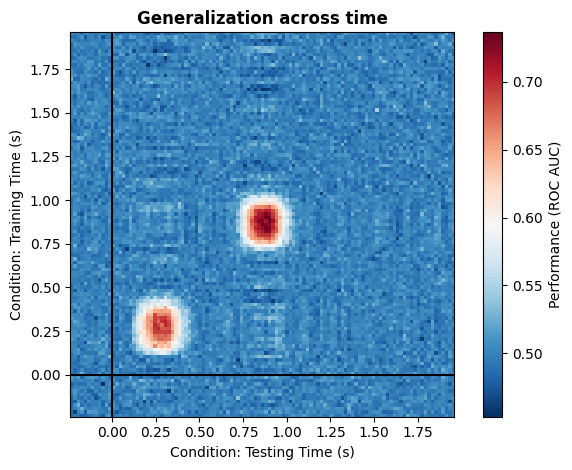 Generalization across time
1.75
1.50
1.25
1.00
0.75
0.50
0.25
0.00
Condition: Training Time (s)
0.00 0.25 0.50 0.75 1.00 1.25 1.50 1.75
Condition: Testing Time (s)
0.70
0.65
0.60
0.55
0.50
Performance (ROC AUC)